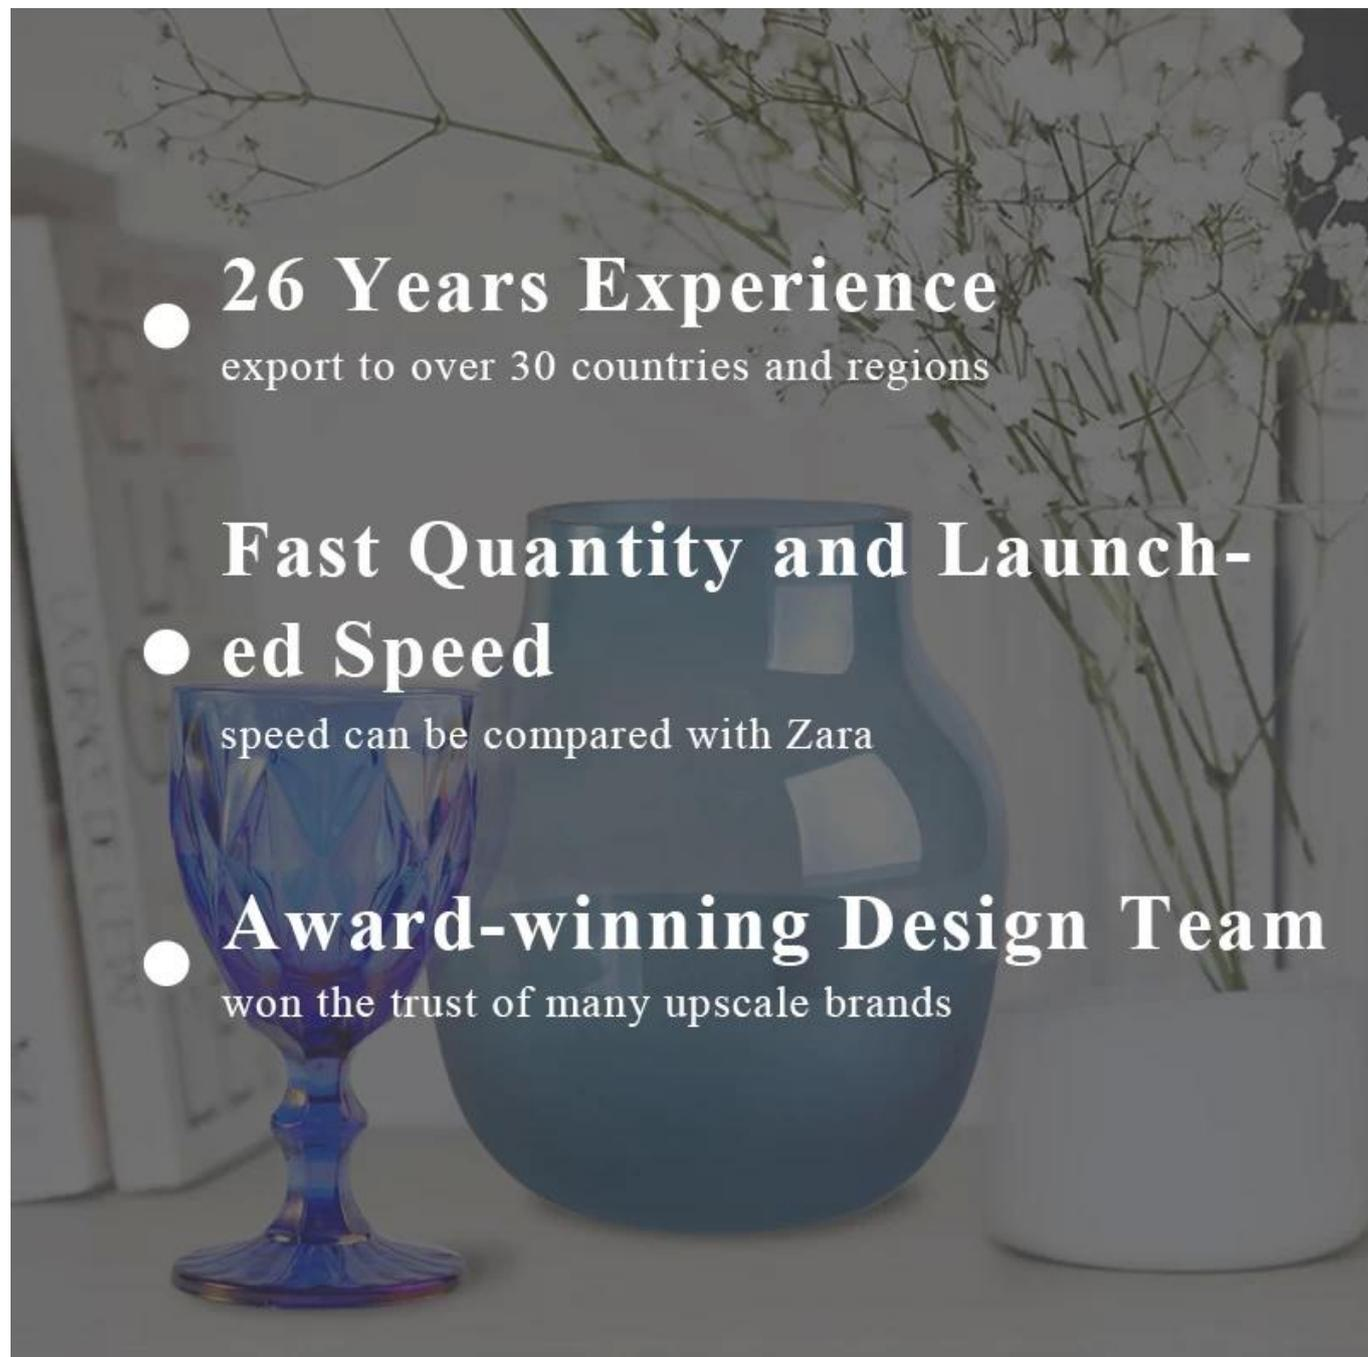 26 Years Experience
export to over 30 countries and regions
Fast Quantity and Launch-
ed Speed
speed can be compared with Zara
Award-winning Design Team
won the trust of many upscale brands